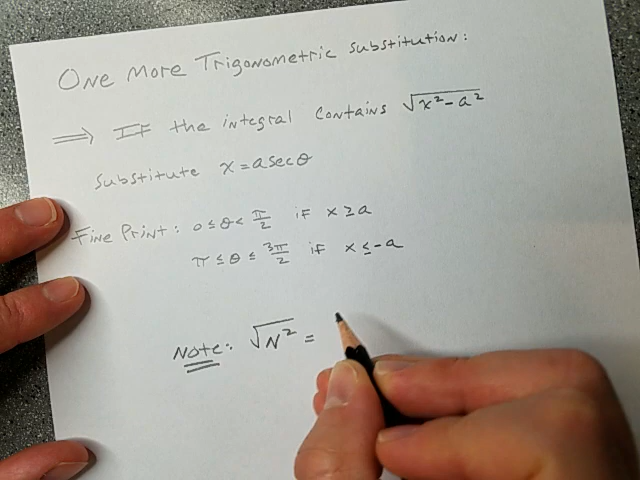 One More Trigonometric Substitution:
⟹ If the integral contains √(x²-a²)
Substitute x=a secθ
Fine Print: 0≤θ<π/2 if x≥a
π≤θ≤3π/2 if x≤-a
Note: √(N²) =